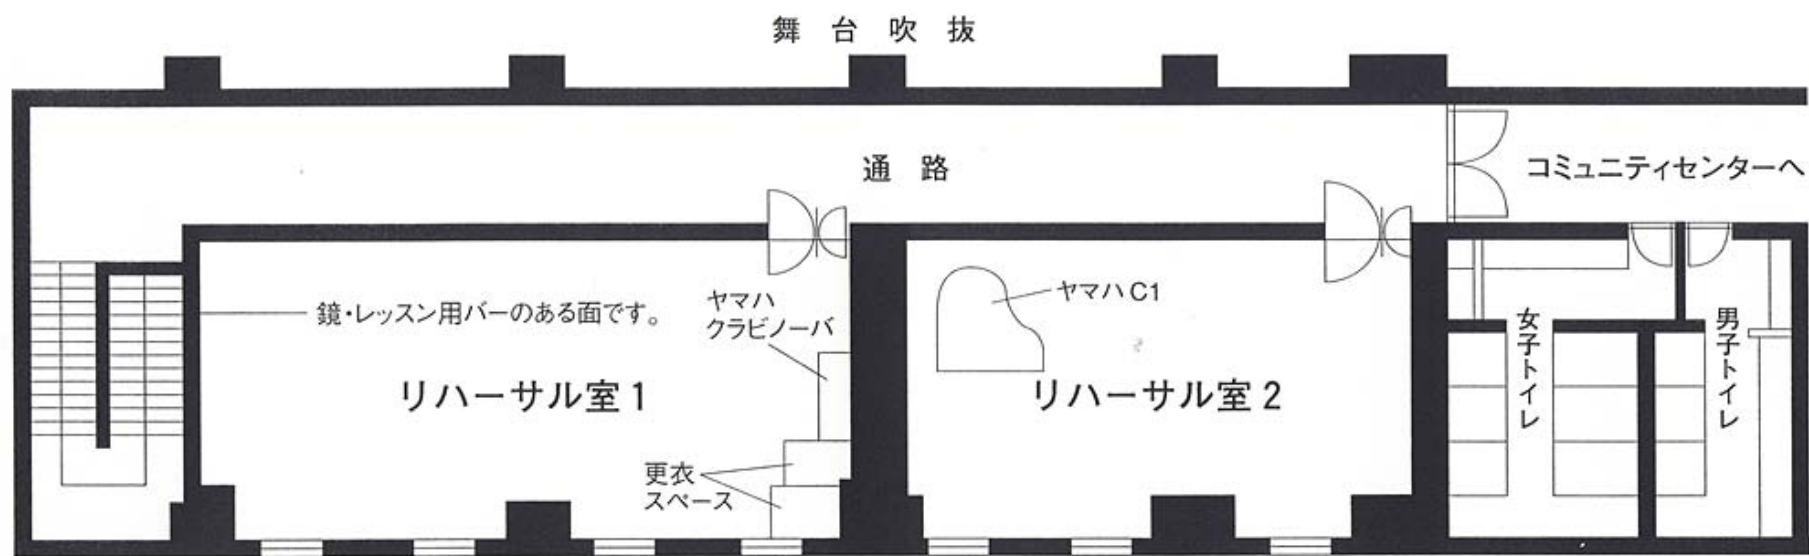 舞台吹抜
通路
コミュニティセンターへ
鏡・レッスン用バーのある面です。
ヤマハ
クラビノーバ
リハーサル室1
更衣
スペース
ヤマハC1
リハーサル室2
女子トイレ
男子トイレ